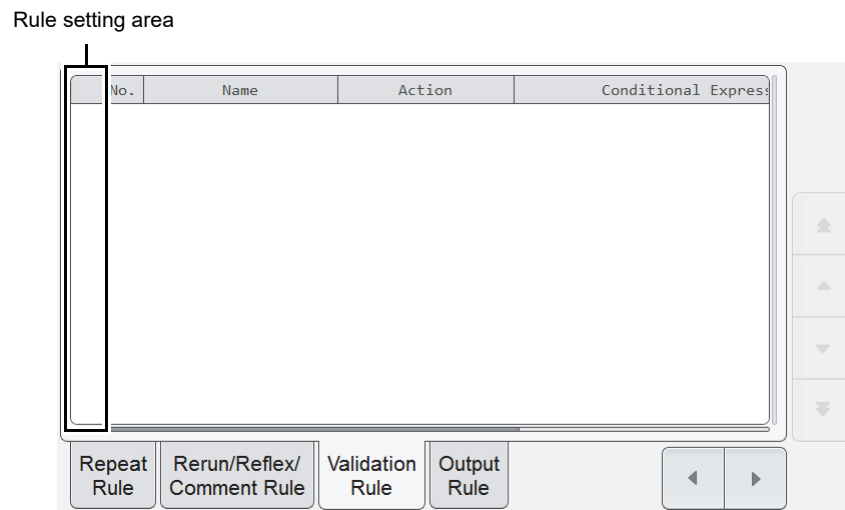 Rule setting area
No. Name Action Conditional Express
Repeat Rerun/Reflex/ Validation Output
Rule Comment Rule Rule Rule